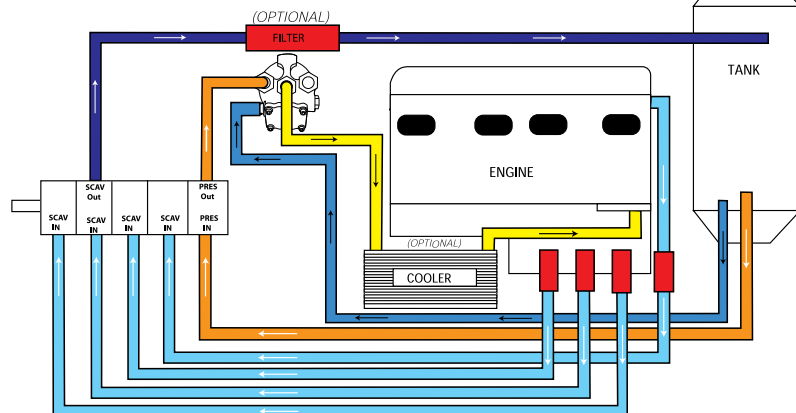 (OPTIONAL)
FILTER
TANK
ENGINE
SCAV
Out
PRES
Out
SCAV
IN
SCAV
IN
SCAV
IN
SCAV
IN
PRES
IN
(OPTIONAL)
COOLER